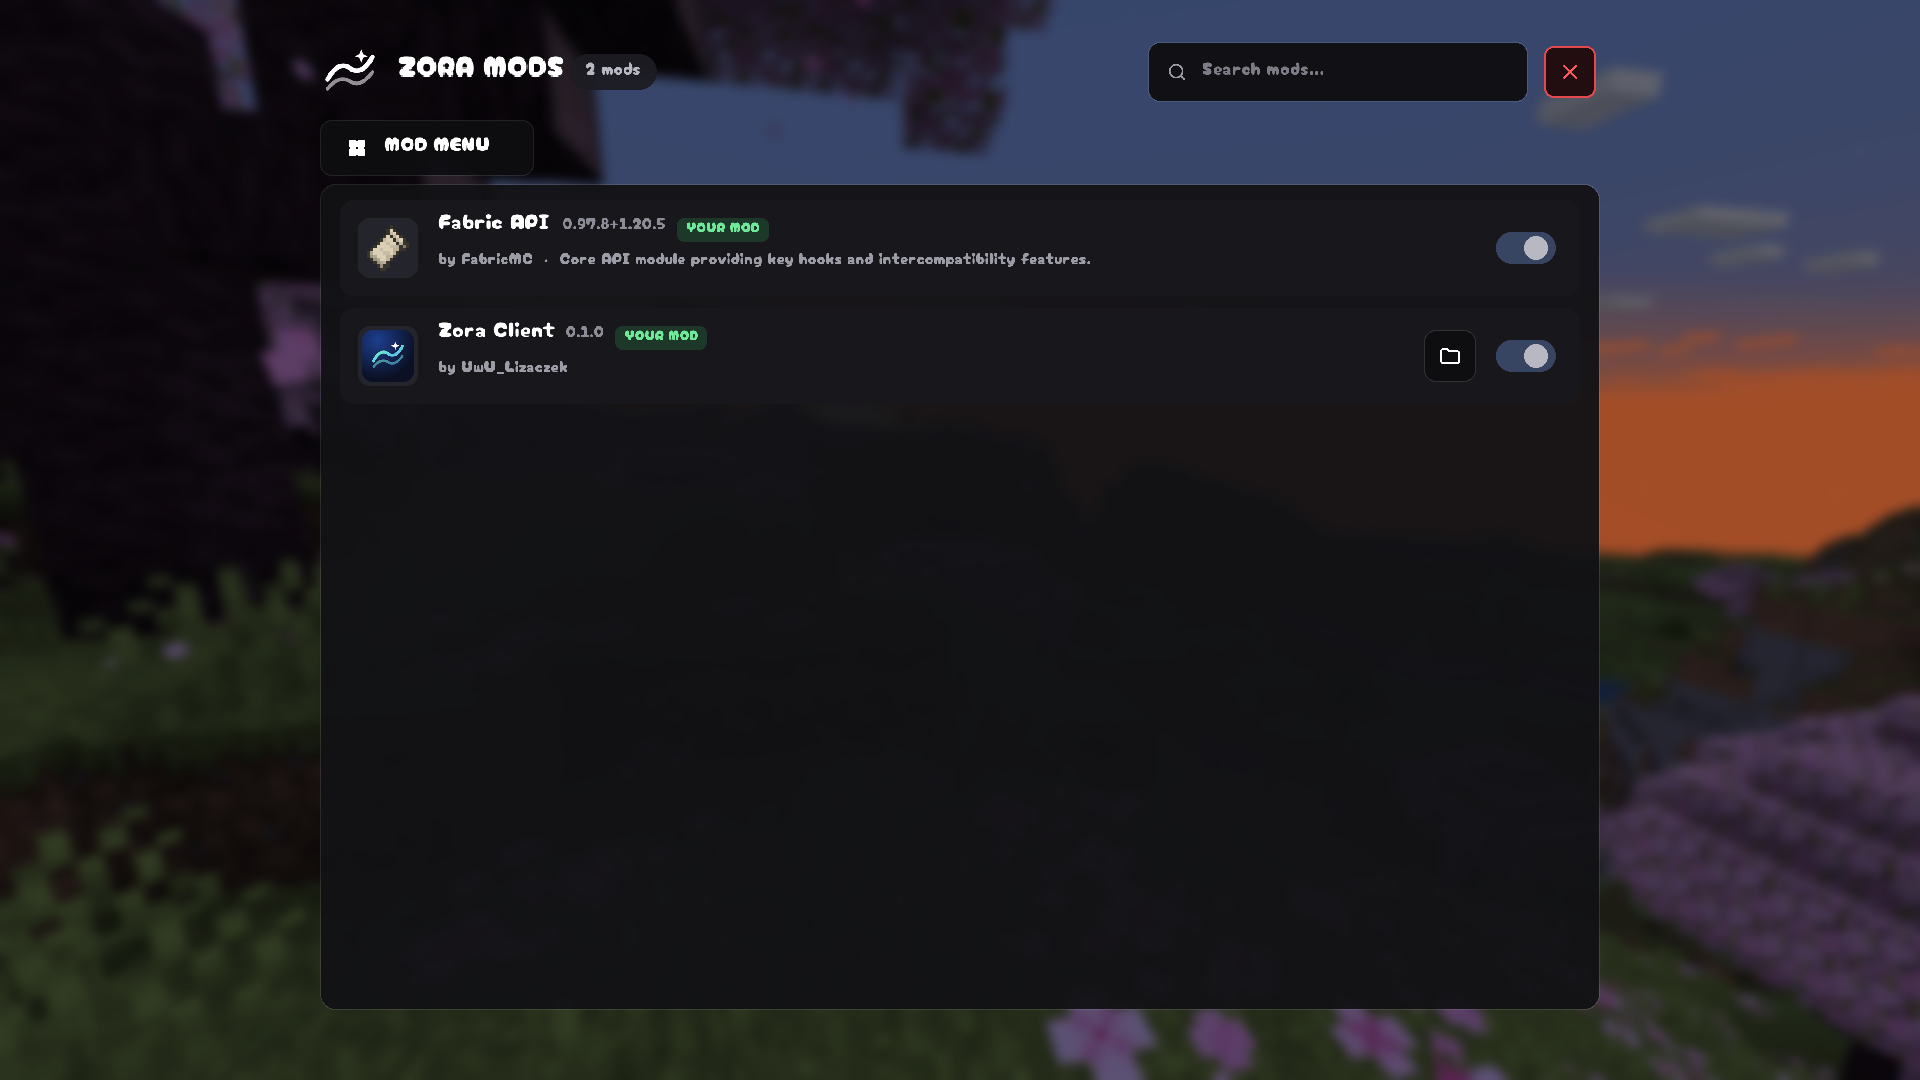 ZORA MODS 2 mods
Search mods...
MOD MENU
Fabric API 0.97.8+1.20.5 YOUR MOD
by FabricMC · Core API module providing key hooks and intercompatibility features.
Zora Client 0.1.0 YOUR MOD
by UwU_Lizaczek